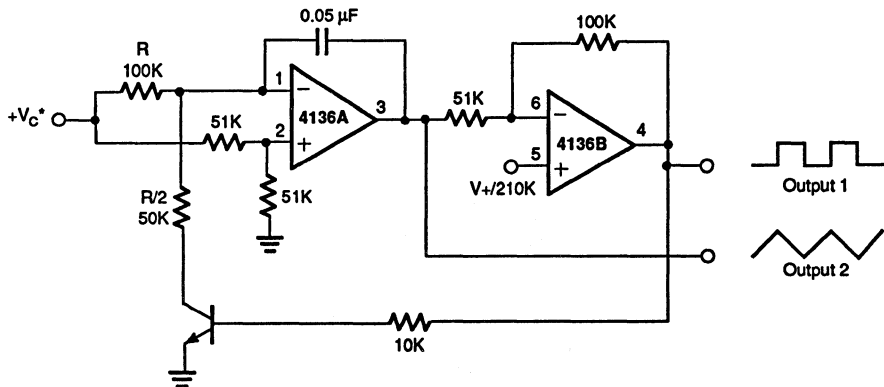 0.05 µF
100K
R
100K
1
4136A
3
51K
6
4136B
4
+VC*
51K
2
5
V+/210K
Output 1
R/2
50K
51K
Output 2
10K